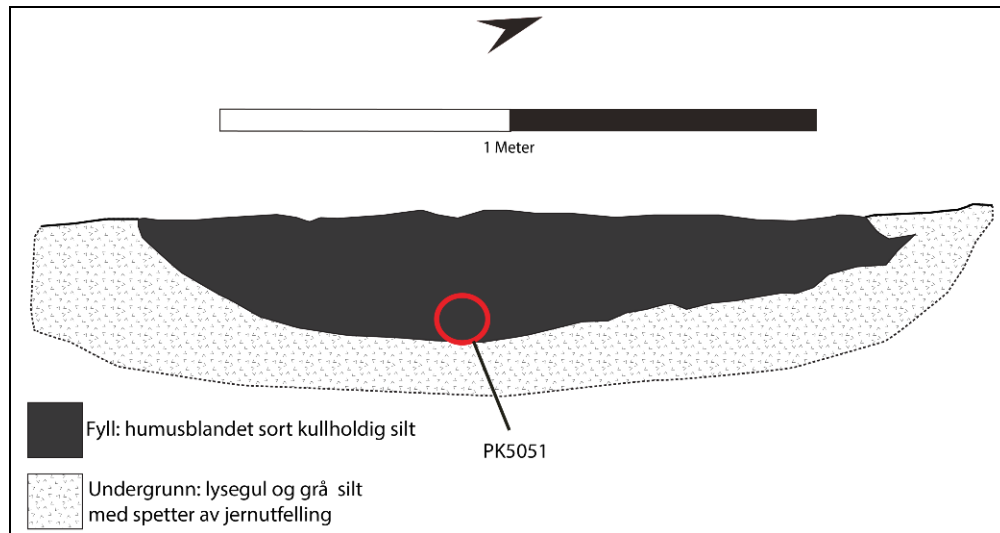 1 Meter
Fyll: humusblandet sort kullholdig silt
PK5051
Undergrunn: lysegul og grå silt
med spetter av jernutfelling